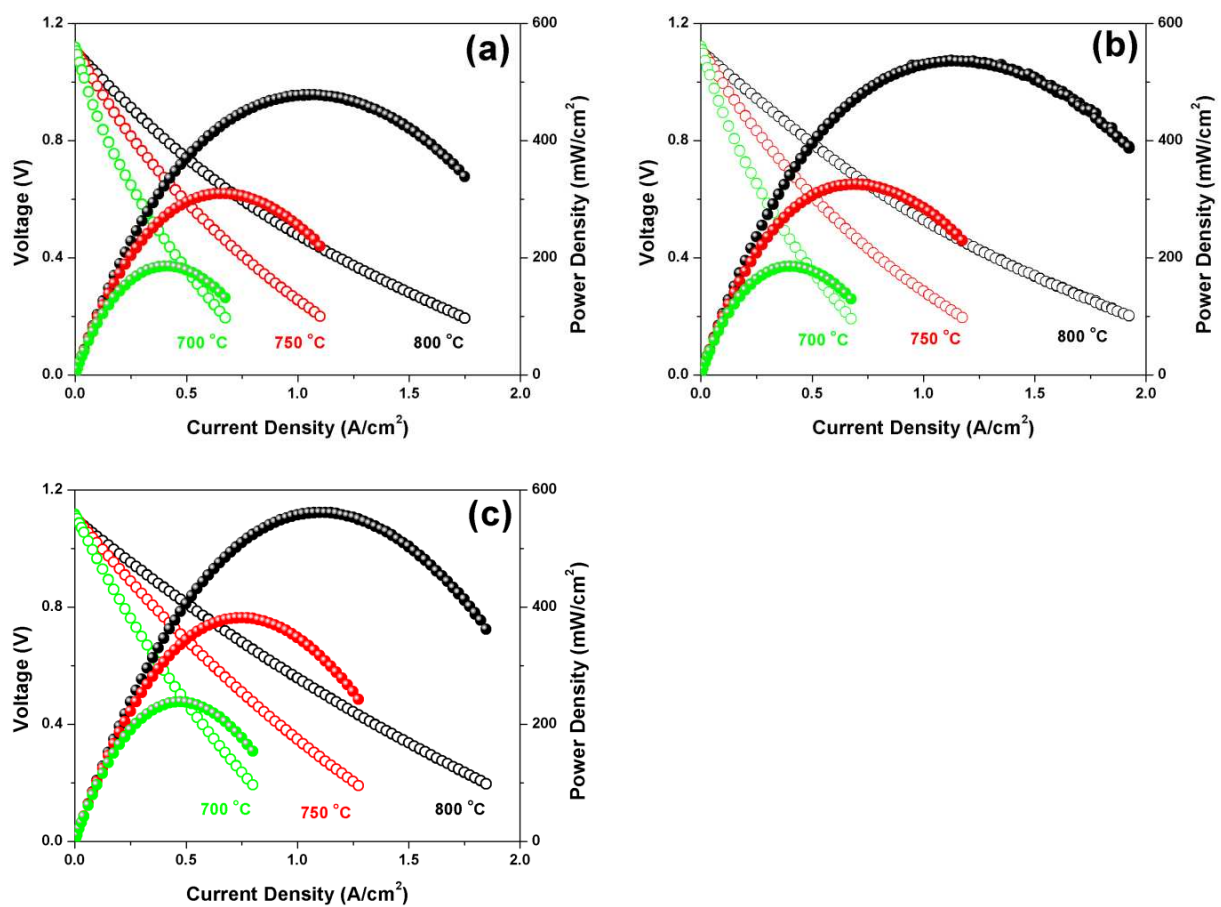 (a)
1.2
0.8
0.4
0.0
Voltage (V)
600
400
200
0
Power Density (mW/cm²)
700 °C
750 °C
800 °C
0.0 0.5 1.0 1.5 2.0
Current Density (A/cm²)
(b)
1.2
0.8
0.4
0.0
Voltage (V)
600
400
200
0
Power Density (mW/cm²)
700 °C
750 °C
800 °C
0.0 0.5 1.0 1.5 2.0
Current Density (A/cm²)
(c)
1.2
0.8
0.4
0.0
Voltage (V)
600
400
200
0
Power Density (mW/cm²)
700 °C
750 °C
800 °C
0.0 0.5 1.0 1.5 2.0
Current Density (A/cm²)